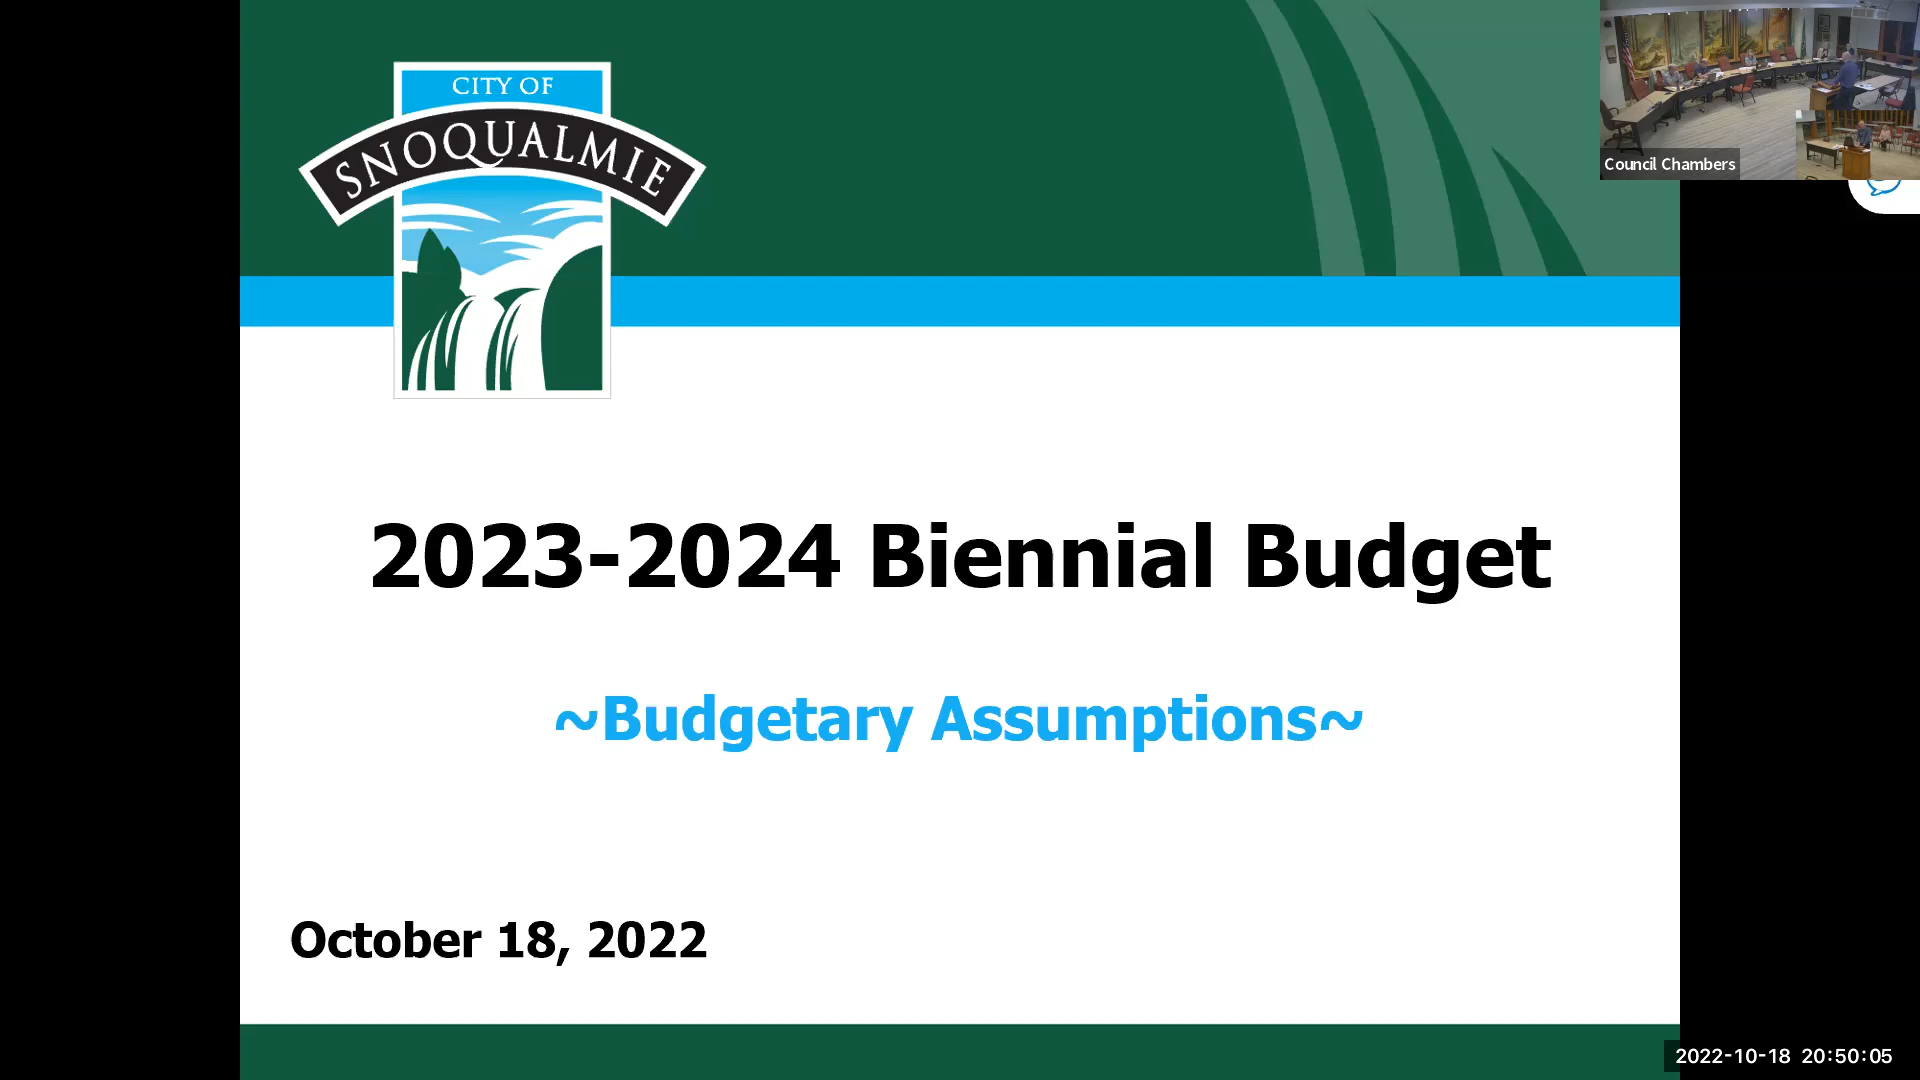 CITY OF
SNOQUALMIE
Council Chambers
2023-2024 Biennial Budget
~Budgetary Assumptions~
October 18, 2022
2022-10-18 20:50:05